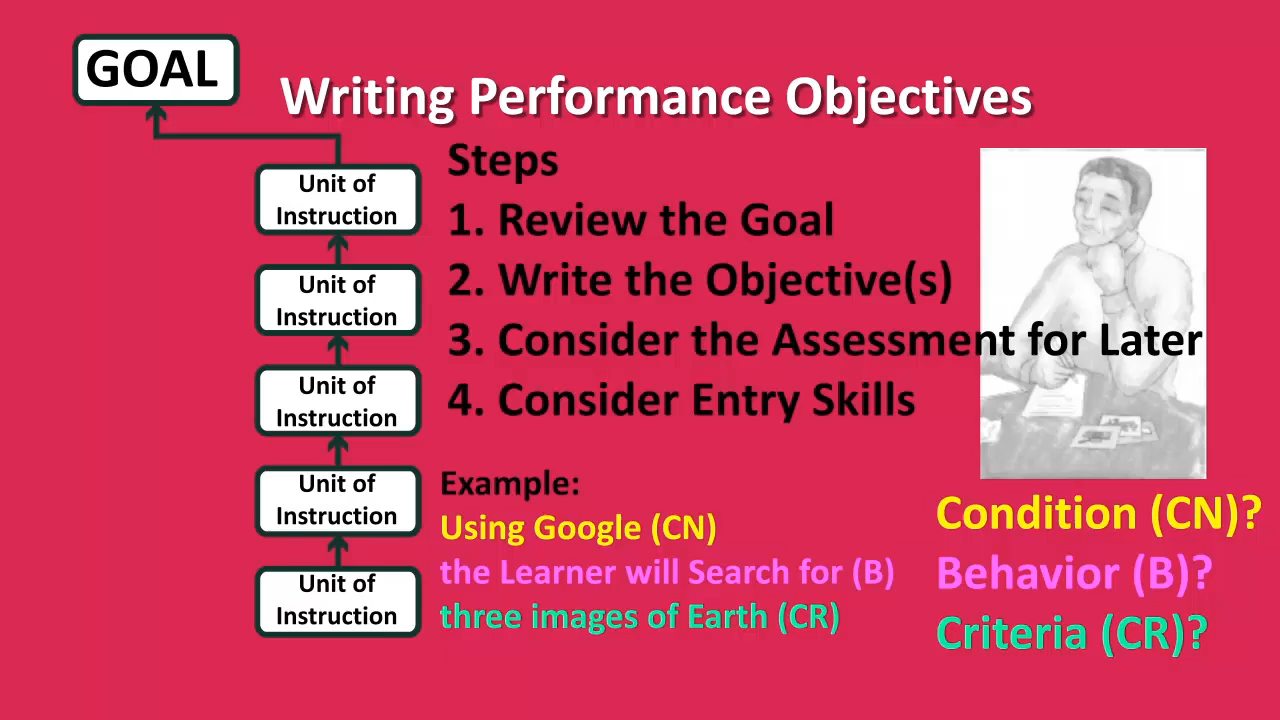 GOAL
Writing Performance Objectives
Steps
1. Review the Goal
2. Write the Objective(s)
3. Consider the Assessment for Later
4. Consider Entry Skills
Unit of
Instruction
Unit of
Instruction
Unit of
Instruction
Unit of
Instruction
Unit of
Instruction
Example:
Using Google (CN)
the Learner will Search for (B)
three images of Earth (CR)
Condition (CN)?
Behavior (B)?
Criteria (CR)?